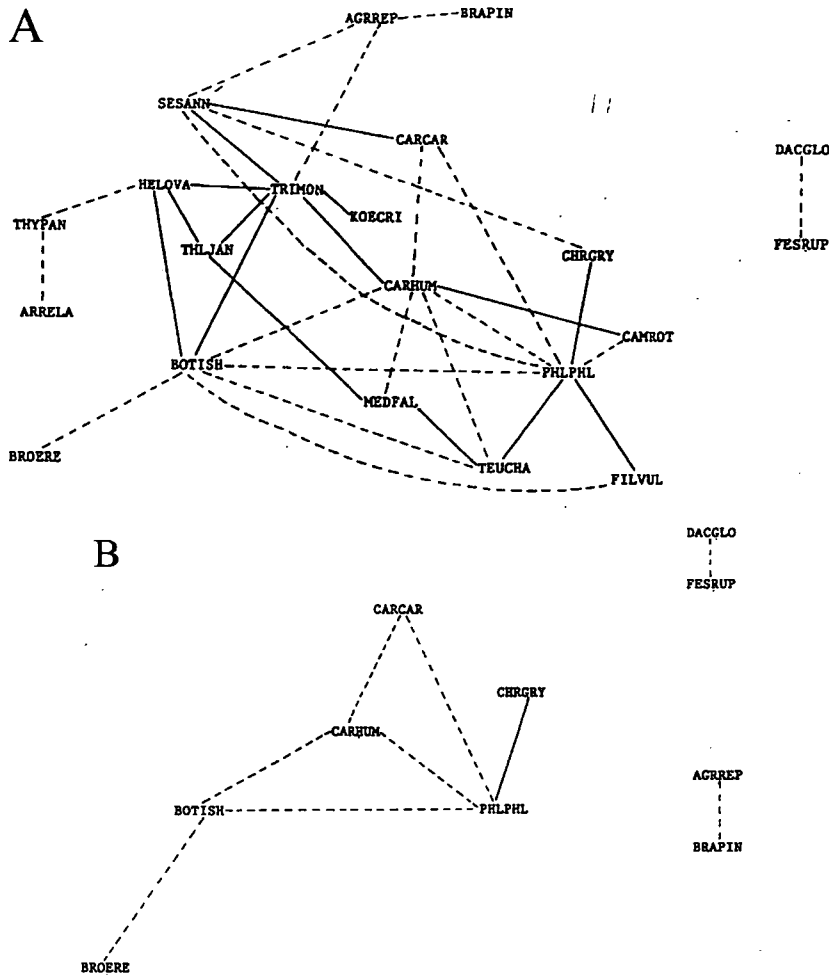 A
AGRREP
BRAPIN
SESANN
CARCAR
DACGLO
HELOVA
TRIMON
THYPAN
KOECRI
THLJAN
CHRGRY
FESRUP
CARHUM
ARRELA
CAMROT
BOTISH
PHLPHL
MEDFAL
BROERE
TEUCHA
FILVUL
B
DACGLO
FESRUP
CARCAR
CHRGRY
CARHUM
AGRREP
BOTISH
PHLPHL
BRAPIN
BROERE